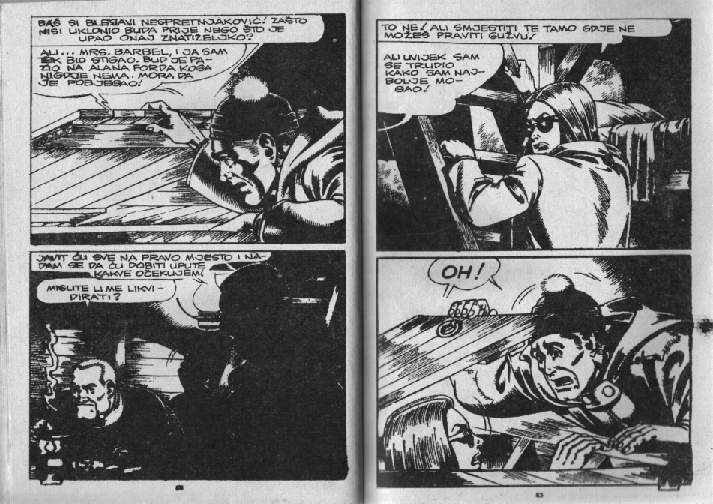 BAŠ SI BLESAVI NESPRETNJAKOVIĆ! ZAŠTO
NISI UKLONIO BUDA PRIJE NEGO ŠTO JE
UPAO ONAJ ZNATIŽELJKO?
ALI... MRS. BARBEL, I JA SAM
TEK BIO STIGAO. BUD JE PA-
ZIO NA ALANA FORDA KOGA
NIGDJE NEMA. MORA DA
JE POBJEGAO!
JAVIT ĆU SVE NA PRAVO MJESTO I NA-
DAM SE DA ĆU DOBITI UPUTE
KAKVE OČEKUJEM!
MISLITE LI ME LIKVI-
DIRATI?
TO NE! ALI SMJESTITI TE TAMO GDJE NE
MOŽEŠ PRAVITI GUŽVU!
ALI UVIJEK SAM
SE TRUDIO
KAKO SAM NAJ-
BOLJE MO-
GAO!
OH!
83